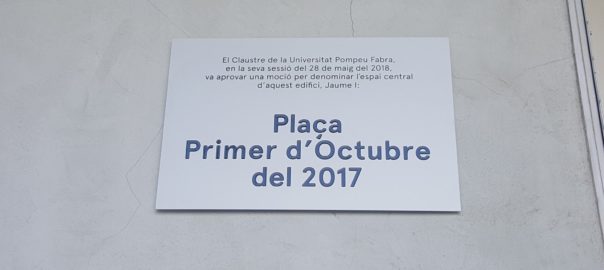 El Claustre de la Universitat Pompeu Fabra,
en la seva sessió del 28 de maig del 2018,
va aprovar una moció per denominar l'espai central
d'aquest edifici, Jaume I:
Plaça
Primer d'Octubre
del 2017